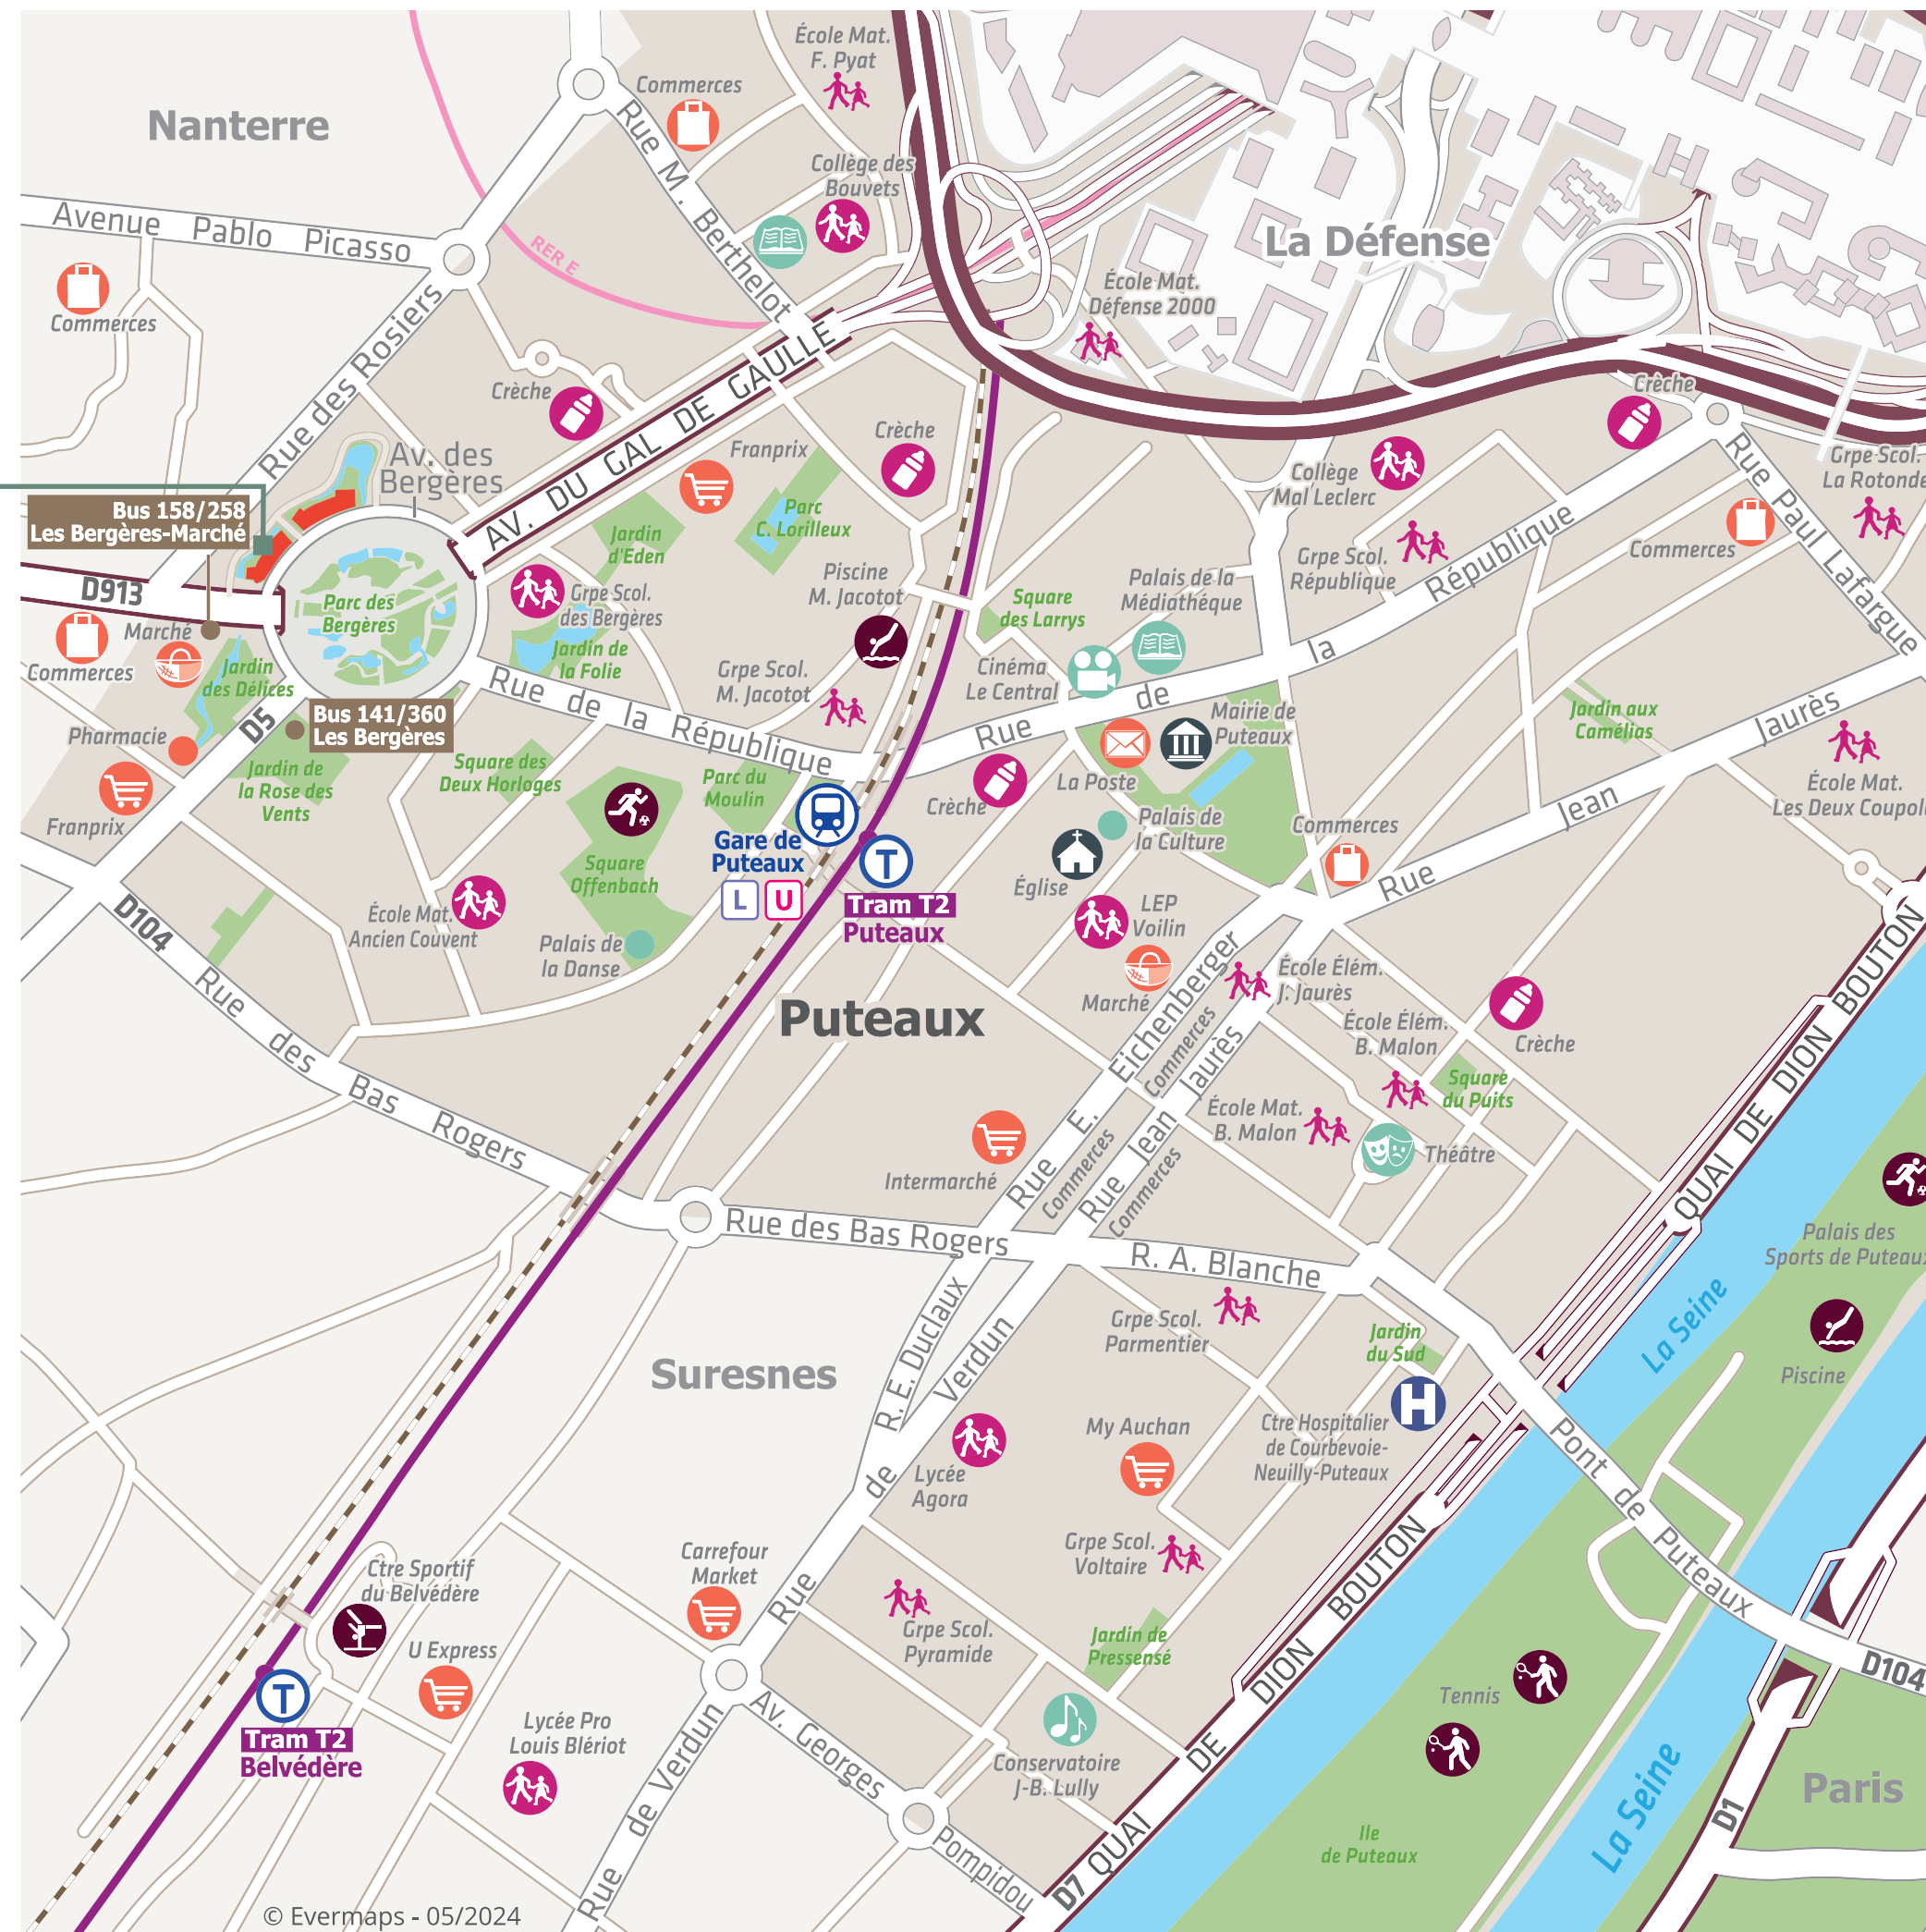 École Mat.
F. Pyat
Commerces
Nanterre
Rue M. Berthelot
Collège des
Bouvets
Avenue Pablo Picasso
RER E
La Défense
École Mat.
Défense 2000
Commerces
Rue des Rosiers
Crèche
AV. DU GAL DE GAULLE
Crèche
Av. des
Bergères
Franprix
Crèche
Collège
Mal Leclerc
Rue Paul Lafargue
Grpe Scol.
La Rotonde
Bus 158/258
Les Bergères-Marché
Parc
C. Lorilleux
Jardin
d'Eden
Commerces
Grpe Scol.
République
D913
Parc des
Bergères
Grpe Scol.
des Bergères
Piscine
M. Jacotot
Square
des Larrys
Palais de la
Médiathéque
Marché
Commerces
Jardin
des Délices
Jardin de
la Folie
Grpe Scol.
M. Jacotot
Cinéma
Le Central
Rue de la République
Rue de la République
D5
Bus 141/360
Les Bergères
Pharmacie
Mairie de
Puteaux
Jardin aux
Camélias
Rue Jean Jaurès
Franprix
Jardin de
la Rose des
Vents
Square des
Deux Horloges
Parc du
Moulin
La Poste
Crèche
École Mat.
Les Deux Coupol
Gare de
Puteaux
L U
T
Tram T2
Puteaux
Square
Offenbach
Palais de
la Culture
Commerces
Église
D104
École Mat.
Ancien Couvent
Palais de
la Danse
LEP
Voilin
Marché
Rue E. Eichenberger
Commerces
Commerces
École Élém.
J. Jaurès
École Élém.
B. Malon
Crèche
Puteaux
Rue des Bas Rogers
Square
du Puits
École Mat.
B. Malon
Théâtre
QUAI DE DION BOUTON
Intermarché
Rue Jean Jaurès
Commerces
Rue des Bas Rogers
R. A. Blanche
Palais des
Sports de Puteaux
La Seine
Piscine
Grpe Scol.
Parmentier
Jardin
du Sud
Suresnes
R. E. Duclaux
Rue de Verdun
H
Ctre Hospitalier
de Courbevoie-
Neuilly-Puteaux
My Auchan
Lycée
Agora
Pont de Puteaux
Grpe Scol.
Voltaire
Carrefour
Market
Ctre Sportif
du Belvédère
U Express
Grpe Scol.
Pyramide
Jardin de
Pressensé
T
Tram T2
Belvédère
Lycée Pro
Louis Blériot
Rue de Verdun
Av. Georges Pompidou
Conservatoire
J-B. Lully
D7 QUAI DE DION BOUTON
Tennis
D104
Ile
de Puteaux
La Seine
D1
Paris
© Evermaps - 05/2024